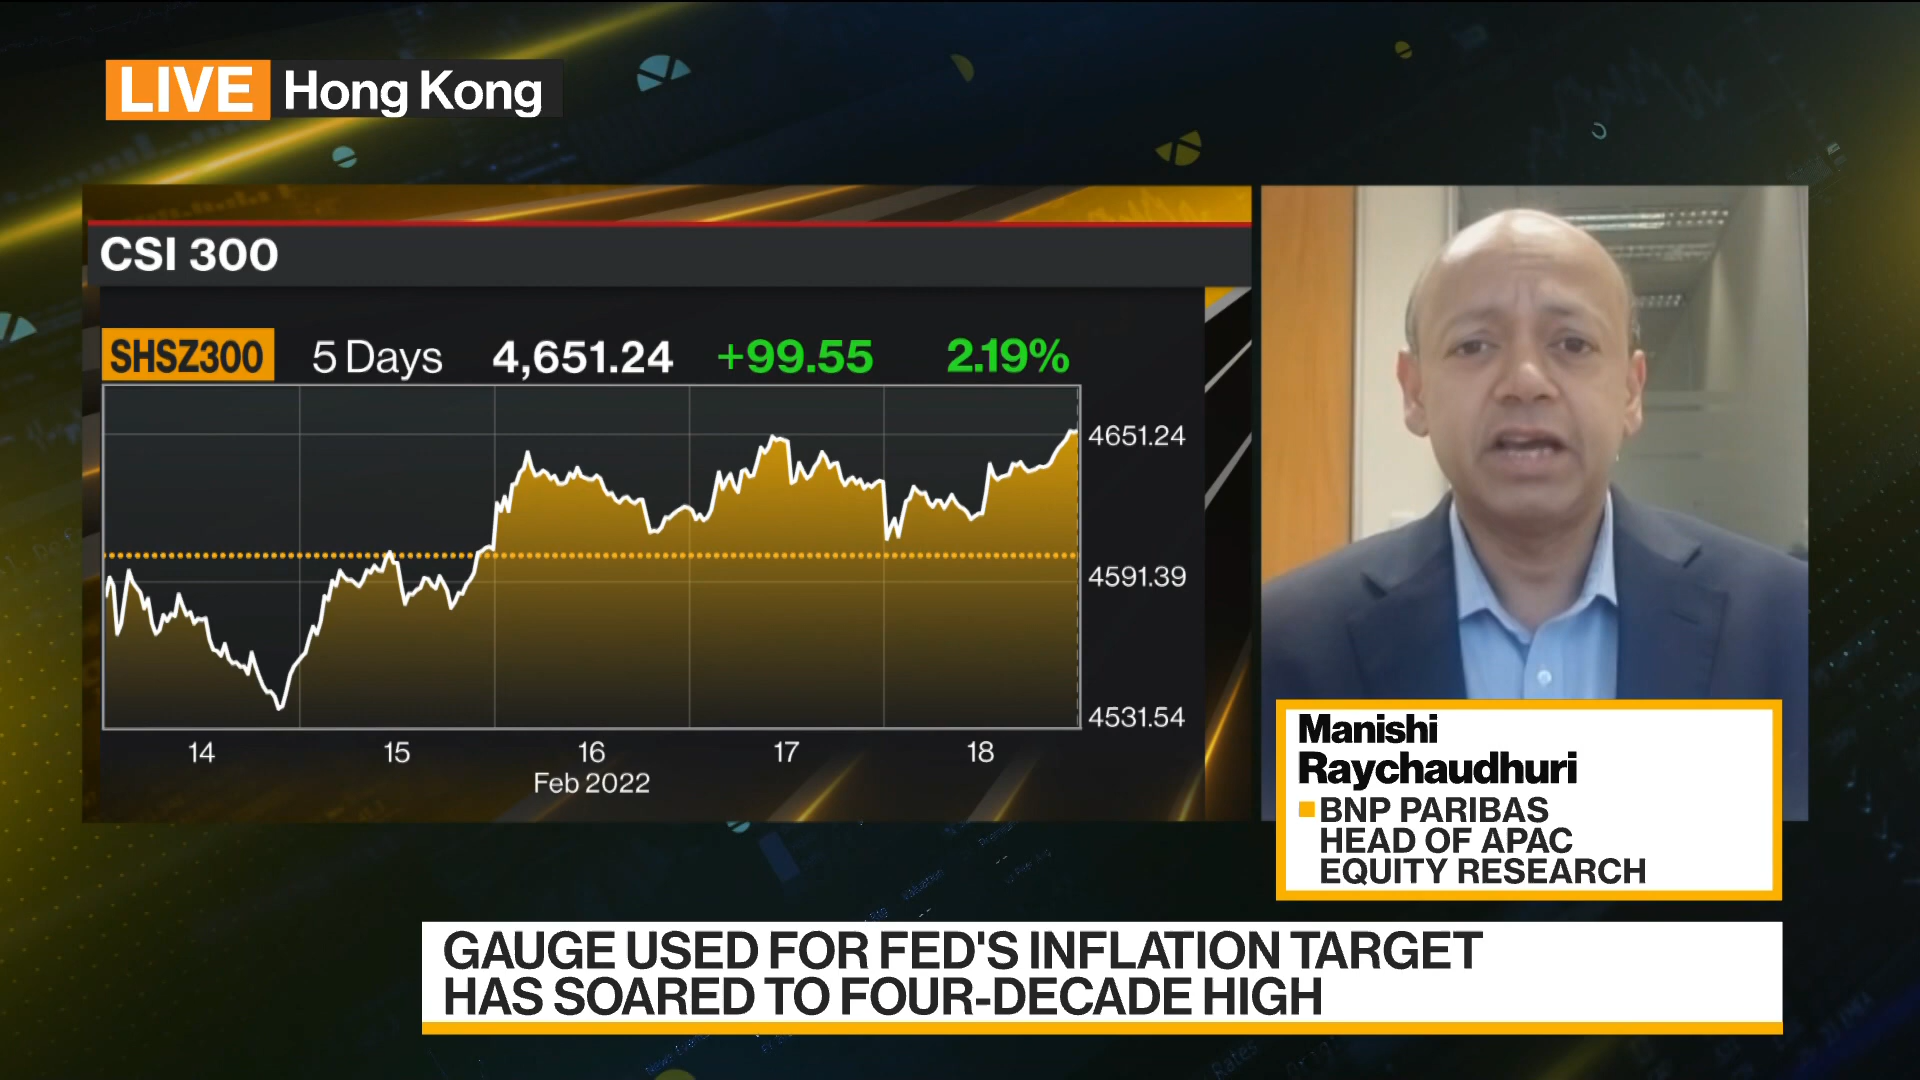 LIVE Hong Kong
CSI 300
SHSZ300 5 Days 4,651.24 +99.55 2.19%
4651.24
4591.39
4531.54
14 15 16 17 18
Feb 2022
Manishi
Raychaudhuri
BNP PARIBAS
HEAD OF APAC
EQUITY RESEARCH
GAUGE USED FOR FED'S INFLATION TARGET
HAS SOARED TO FOUR-DECADE HIGH